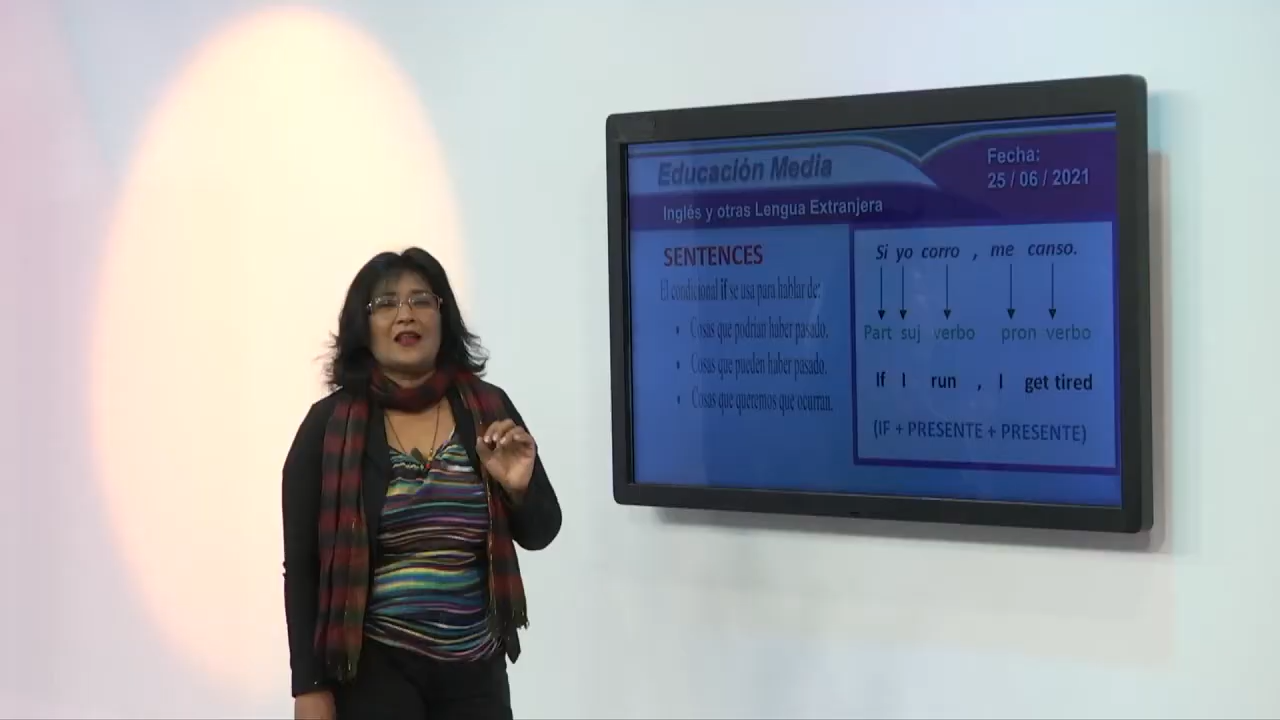 Educación Media
Fecha:
25 / 06 / 2021
Inglés y otras Lengua Extranjera
SENTENCES
El condicional if se usa para hablar de:
• Cosas que podrían haber pasado.
• Cosas que pueden haber pasado.
• Cosas que queremos que ocurran.
Si yo corro , me canso.
Part suj verbo pron verbo
If I run , I get tired
(IF + PRESENTE + PRESENTE)